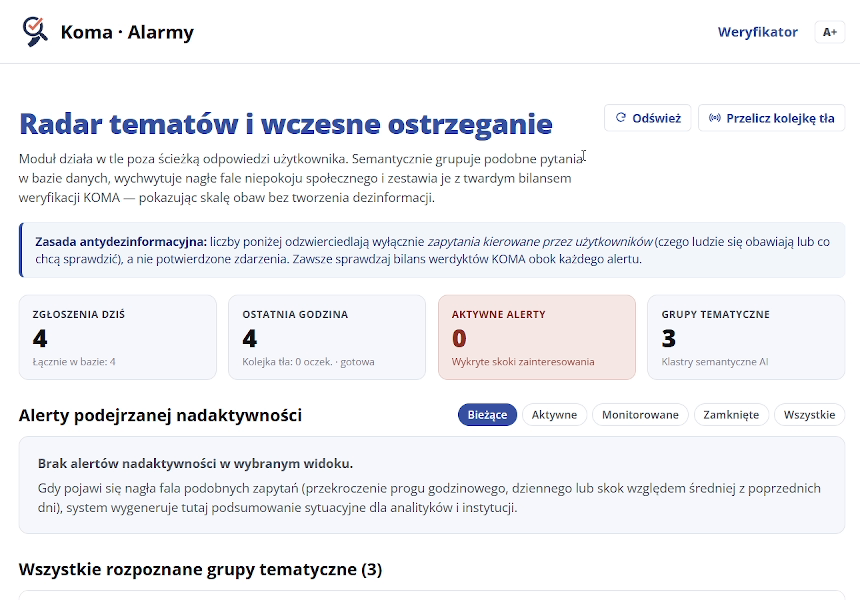 Koma · Alarmy
Weryfikator
A+
Radar tematów i wczesne ostrzeganie
Odśwież
Przelicz kolejkę tła
Moduł działa w tle poza ścieżką odpowiedzi użytkownika. Semantycznie grupuje podobne pytania
w bazie danych, wychwytuje nagłe fale niepokoju społecznego i zestawia je z twardym bilansem
weryfikacji KOMA — pokazując skalę obaw bez tworzenia dezinformacji.
Zasada antydezinformacyjna: liczby poniżej odzwierciedlają wyłącznie zapytania kierowane przez użytkowników (czego ludzie się obawiają lub co
chcą sprawdzić), a nie potwierdzone zdarzenia. Zawsze sprawdzaj bilans werdyktów KOMA obok każdego alertu.
ZGŁOSZENIA DZIŚ
4
Łącznie w bazie: 4
OSTATNIA GODZINA
4
Kolejka tła: 0 oczek. · gotowa
AKTYWNE ALERTY
0
Wykryte skoki zainteresowania
GRUPY TEMATYCZNE
3
Klastry semantyczne AI
Alerty podejrzanej nadaktywności
Bieżące
Aktywne
Monitorowane
Zamknięte
Wszystkie
Brak alertów nadaktywności w wybranym widoku.
Gdy pojawi się nagła fala podobnych zapytań (przekroczenie progu godzinowego, dziennego lub skok względem średniej z poprzednich
dni), system wygeneruje tutaj podsumowanie sytuacyjne dla analityków i instytucji.
Wszystkie rozpoznane grupy tematyczne (3)